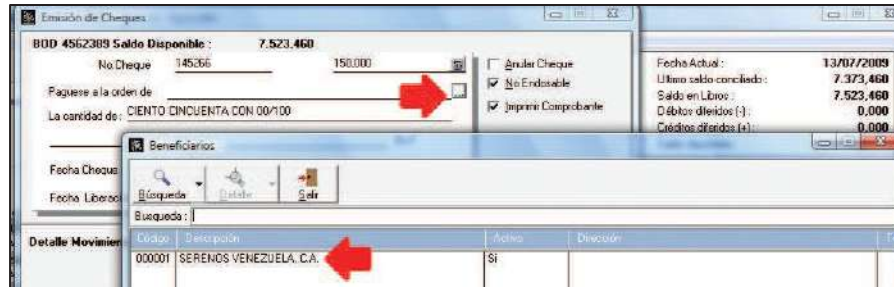 Emisión de Cheques
BOD 4562389 Saldo Disponible : 7.523,460
No.Cheque 145266 150.000
Paguese a la orden de
La cantidad de: CIENTO CINCUENTA CON 00/100
Anular Cheque
No Endosable
Imprimir Comprobante
Fecha Actual : 13/07/2009
Ultimo saldo conciliado : 7.373,460
Saldo en Libros : 7.523,460
Débitos diferidos (-) : 0,000
Créditos diferidos (+) : 0,000
Fecha Cheque
Fecha
Detalle
Beneficiarios
Búsqueda Detalle Salir
Busqueda :
Código Descripción Activo Dirección
000001 SERENOS VENEZUELA, C.A. Si